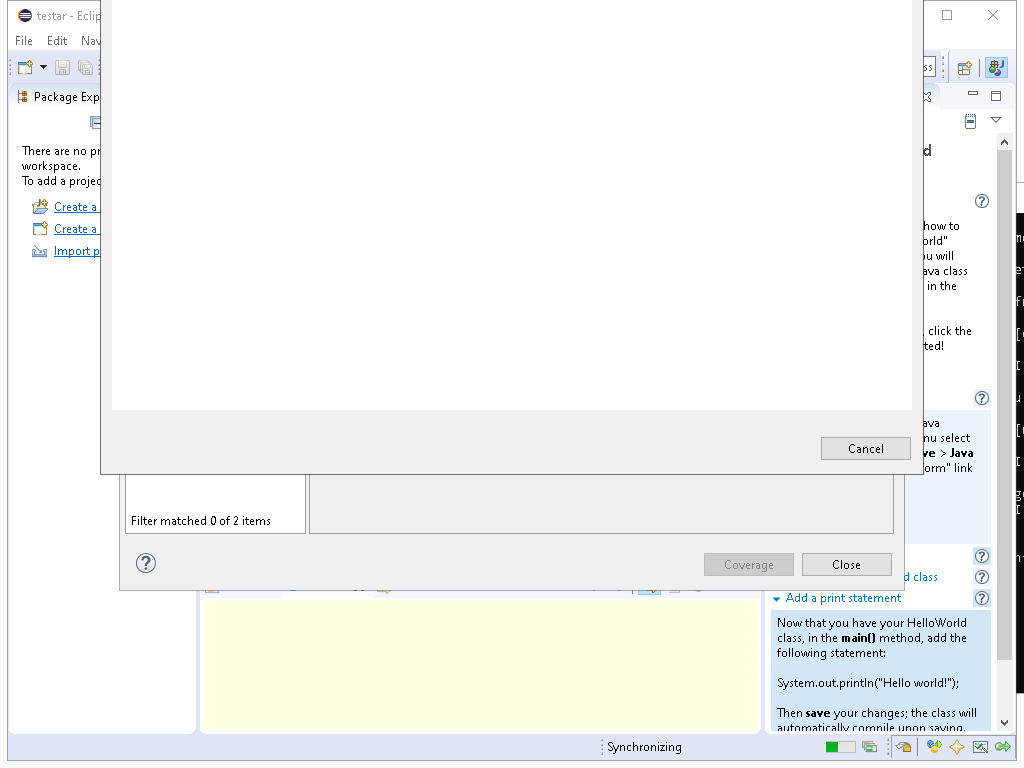 testar - Eclip
File Edit Nav
ss
Package Exp
There are no pr
workspace.
To add a projec
Create a
Create a
Import p
d
how to
orld"
ou will
ava class
in the
, click the
ted!
Cancel
ava
nu select
ve > Java
orm" link
Filter matched 0 of 2 items
Coverage
Close
d class
Add a print statement
Now that you have your HelloWorld
class, in the main() method, add the
following statement:
System.out.println("Hello world!");
Then save your changes; the class will
automatically compile upon saving.
Synchronizing